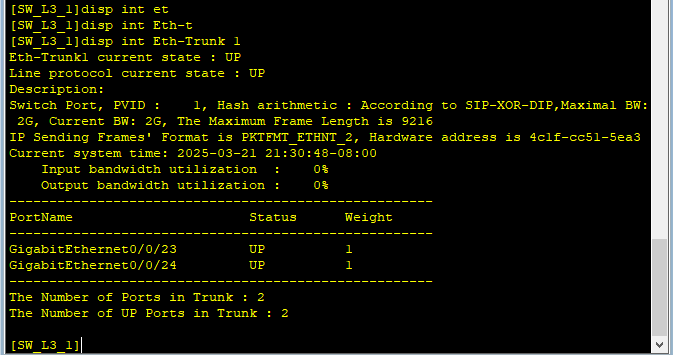 [SW_L3_1]disp int et
[SW_L3_1]disp int Eth-t
[SW_L3_1]disp int Eth-Trunk 1
Eth-Trunk1 current state : UP
Line protocol current state : UP
Description:
Switch Port, PVID :    1, Hash arithmetic : According to SIP-XOR-DIP,Maximal BW:
 2G, Current BW: 2G, The Maximum Frame Length is 9216
IP Sending Frames' Format is PKTFMT_ETHNT_2, Hardware address is 4c1f-cc51-5ea3
Current system time: 2025-03-21 21:30:48-08:00
    Input bandwidth utilization  :    0%
    Output bandwidth utilization :    0%
-----------------------------------------------------
PortName                      Status      Weight
-----------------------------------------------------
GigabitEthernet0/0/23         UP          1
GigabitEthernet0/0/24         UP          1
-----------------------------------------------------
The Number of Ports in Trunk : 2
The Number of UP Ports in Trunk : 2
[SW_L3_1]